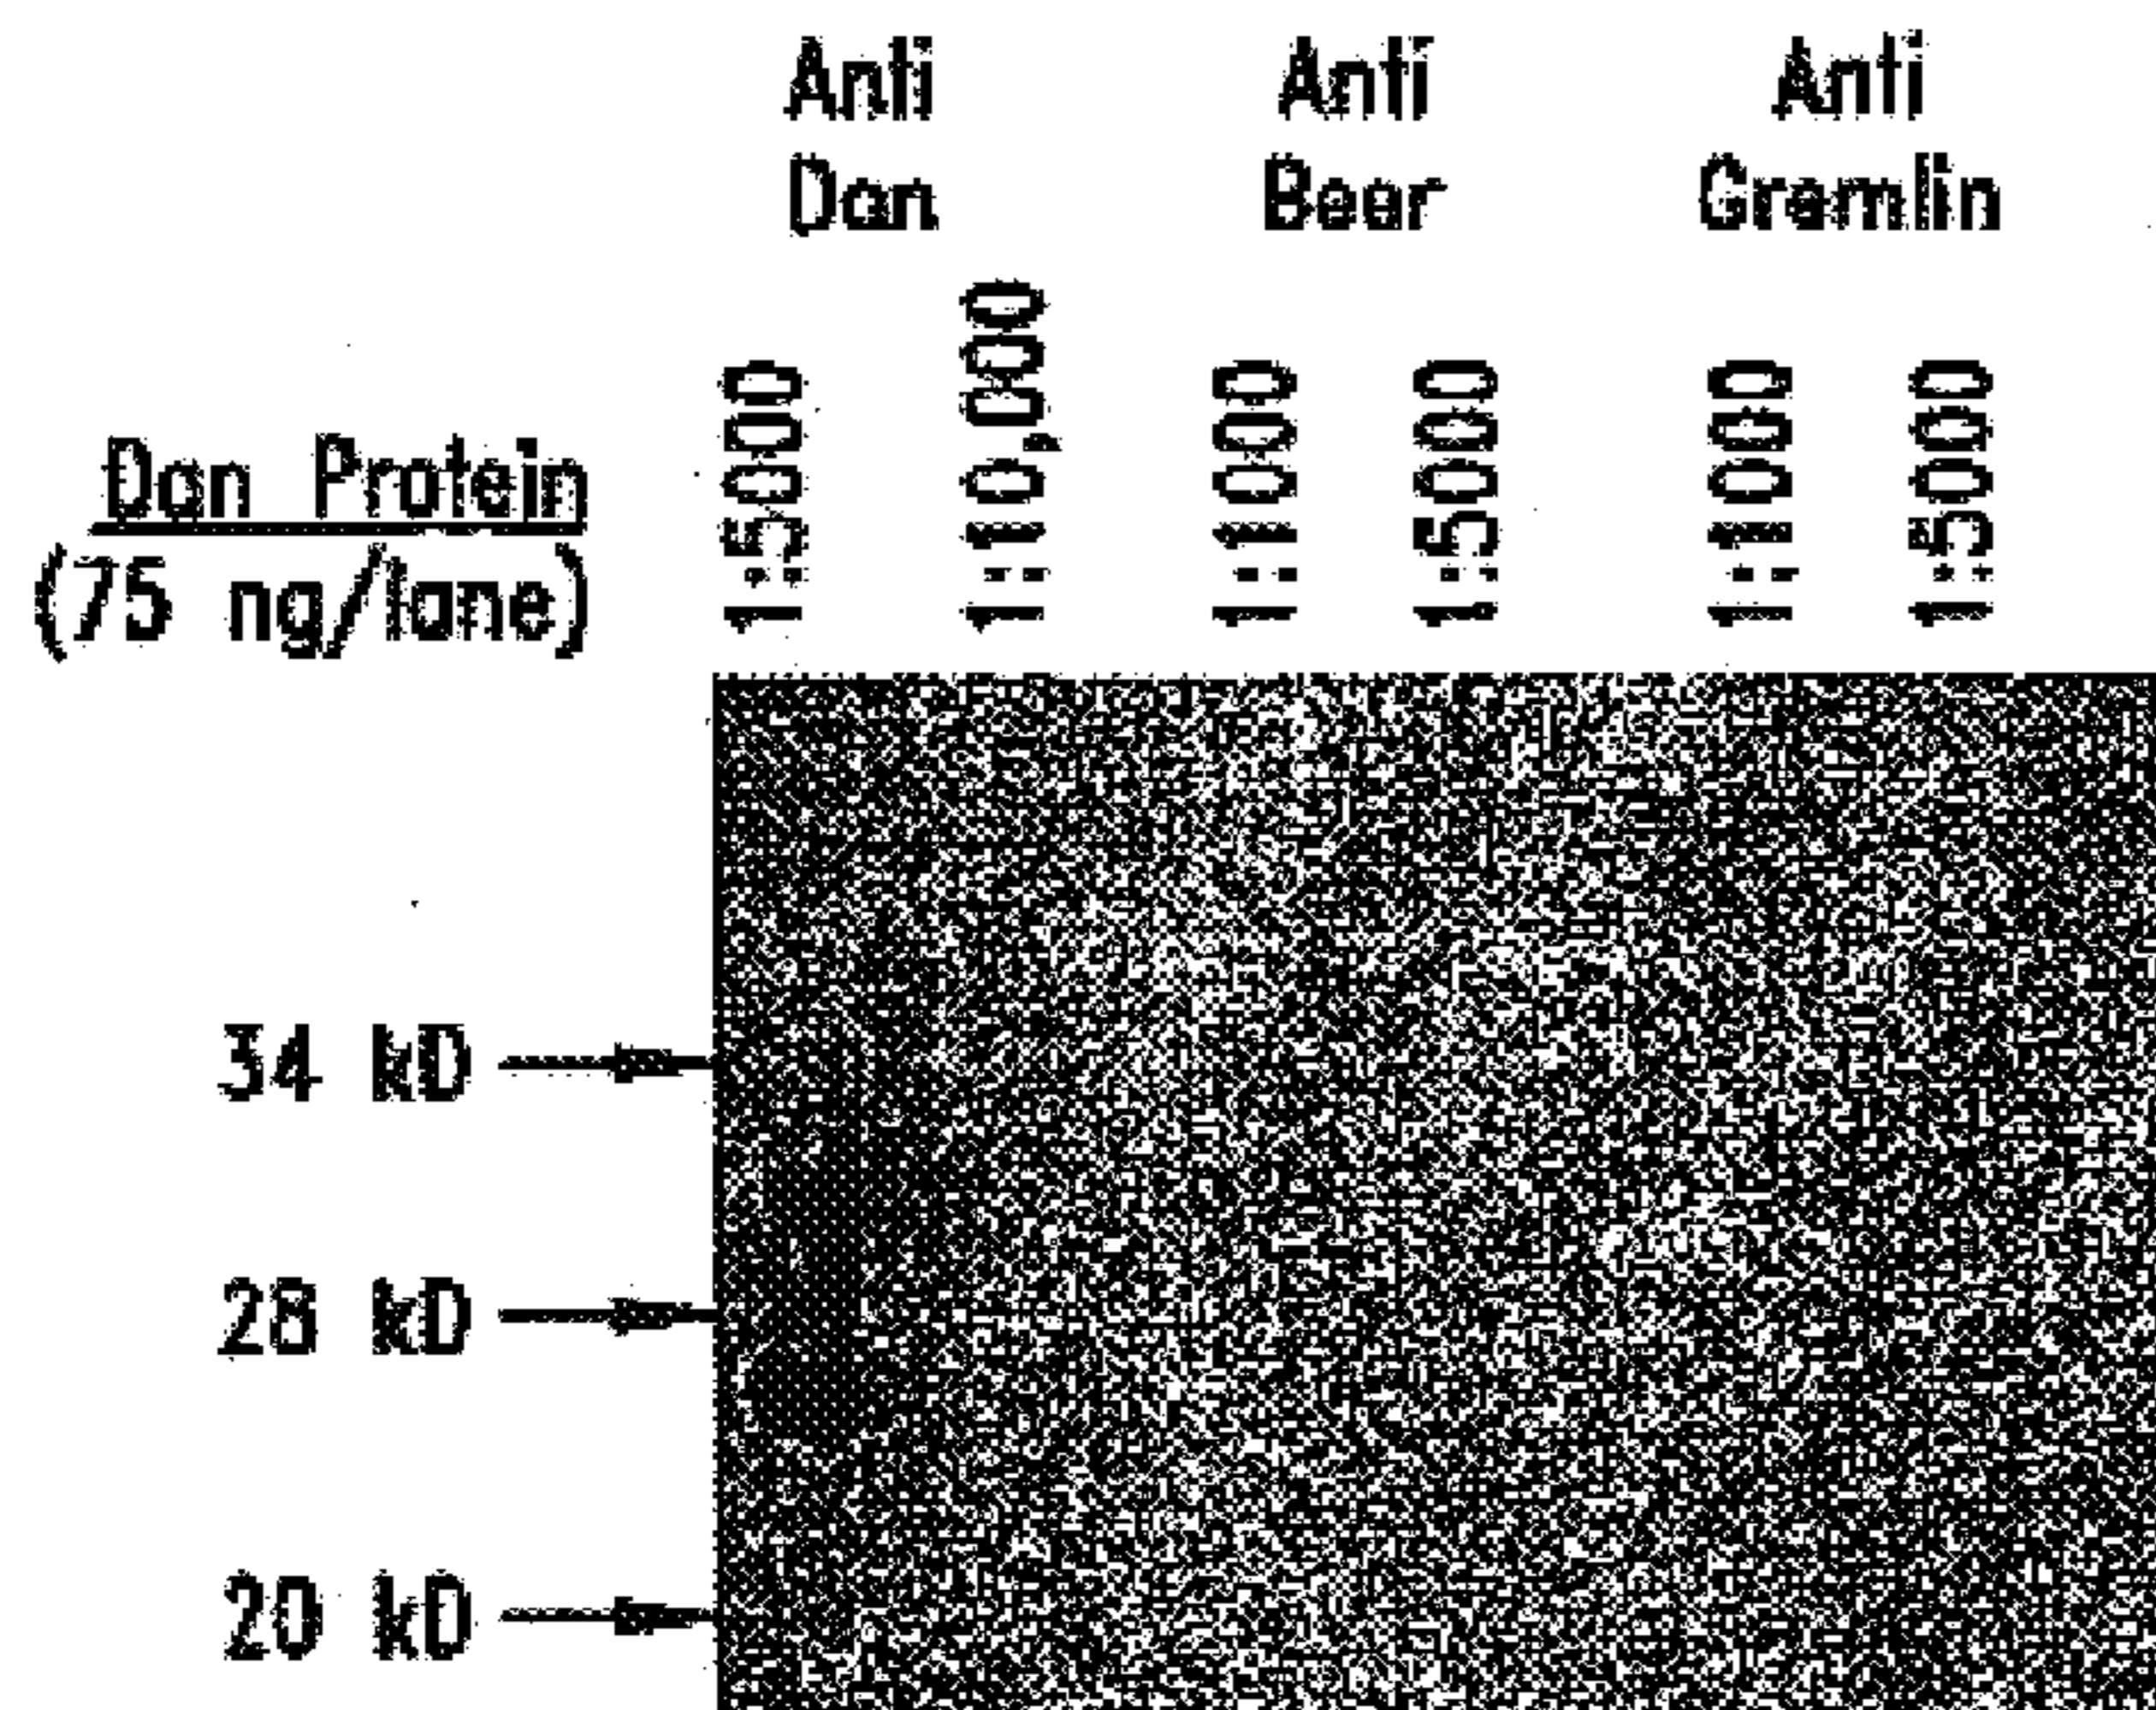 Anti Anti Anti
Dan Beer Gremlin
1:5000 1:10,000 1:1000 1:5000 1:1000 1:5000
Dan Protein
(75 ng/lane)
34 kD
28 kD
20 kD